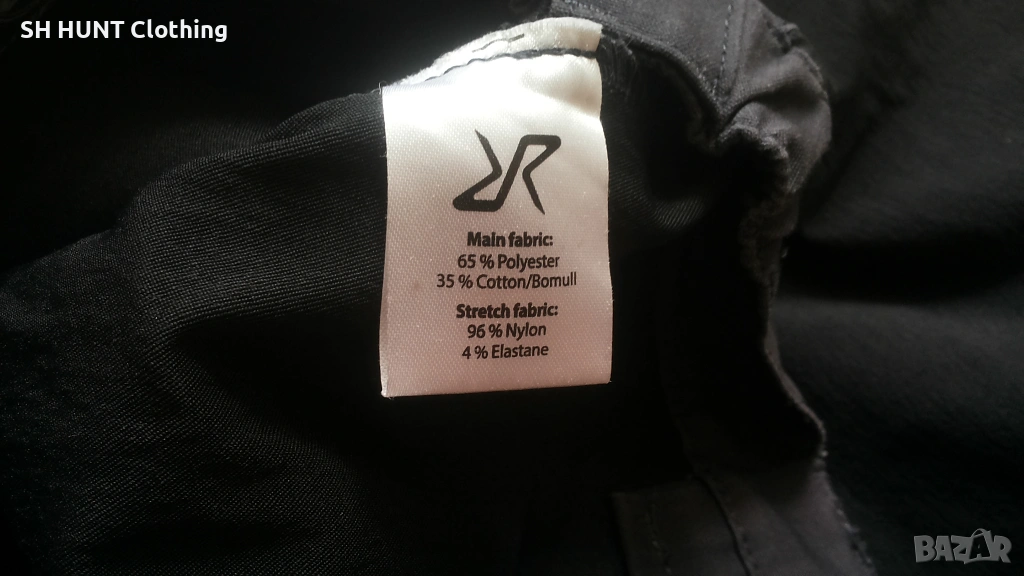 SH HUNT Clothing
Main fabric:
65 % Polyester
35 % Cotton/Bomull
Stretch fabric:
96 % Nylon
4 % Elastane
BAZAR